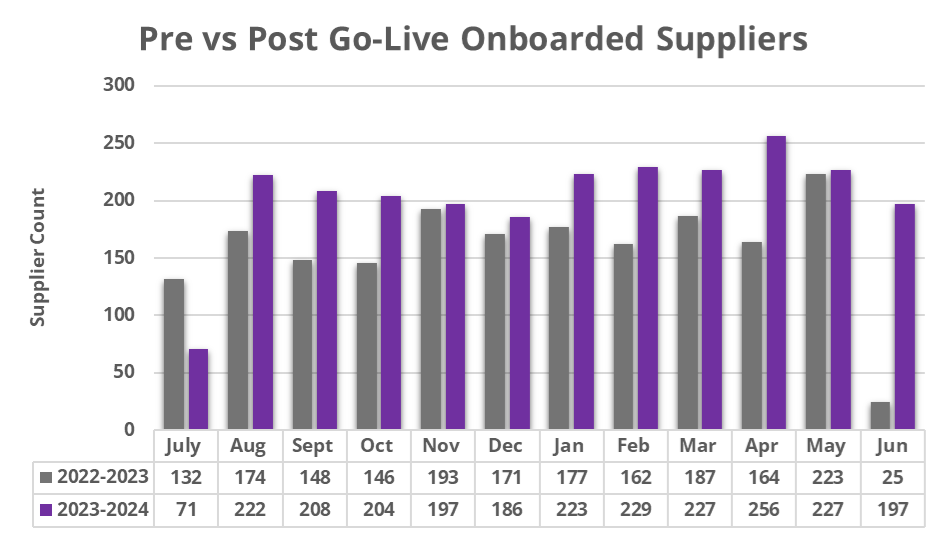 Pre vs Post Go-Live Onboarded Suppliers
300
250
200
150
100
50
0
Supplier Count
July Aug Sept Oct Nov Dec Jan Feb Mar Apr May Jun
2022-2023 132 174 148 146 193 171 177 162 187 164 223 25
2023-2024 71 222 208 204 197 186 223 229 227 256 227 197